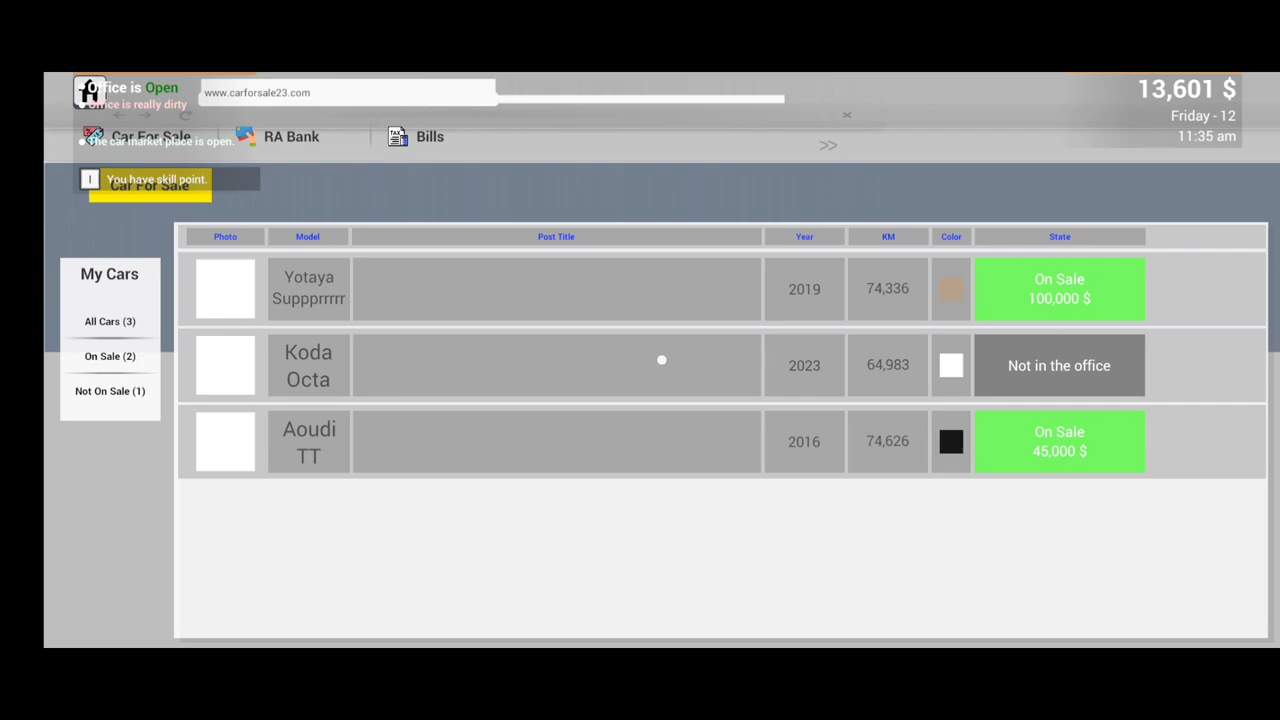 Office is Open
www.carforsale23.com
13,601 $
Office is really dirty
Friday - 12
Car For Sale
RA Bank
Bills
11:35 am
The car market place is open.
>>
I
You have skill point.
Car For Sale
Photo
Model
Post Title
Year
KM
Color
State
My Cars
All Cars (3)
On Sale (2)
Not On Sale (1)
Yotaya
Supprrrrr
2019
74,336
On Sale
100,000 $
Koda
Octa
2023
64,983
Not in the office
Aoudi
TT
2016
74,626
On Sale
45,000 $